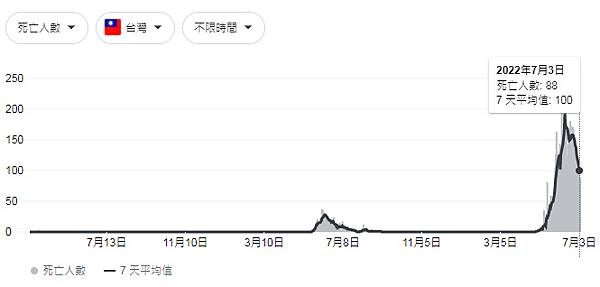 死亡人數
台灣
不限時間
2022年7月3日
死亡人數: 88
7 天平均值: 100
250
200
150
100
50
0
7月13日 11月10日 3月10日 7月8日 11月5日 3月5日 7月3日
死亡人數 7 天平均值